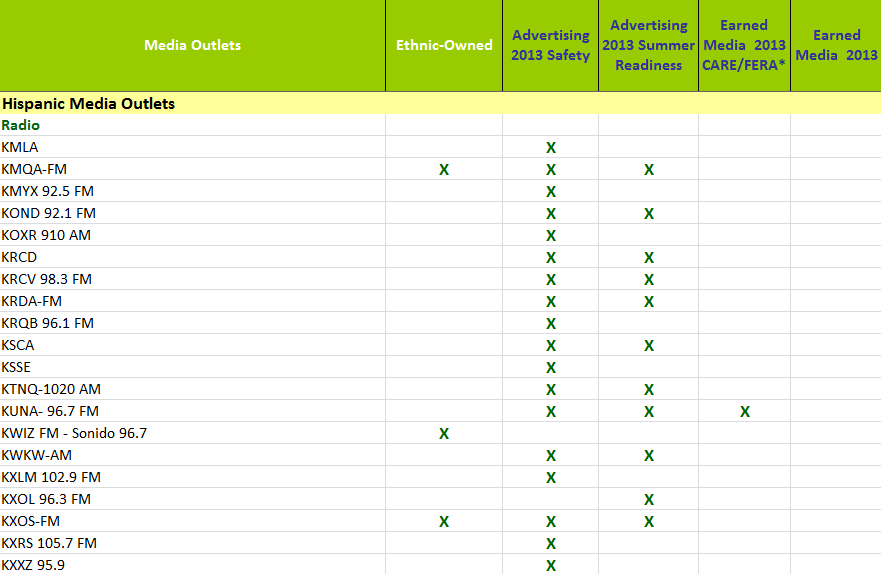 Media Outlets Ethnic-Owned Advertising 2013 Safety Advertising 2013 Summer Readiness Earned Media 2013 CARE/FERA* Earned Media 2013
Hispanic Media Outlets
Radio
KMLA X
KMQA-FM X X X
KMYX 92.5 FM X
KOND 92.1 FM X X
KOXR 910 AM X
KRCD X X
KRCV 98.3 FM X X
KRDA-FM X X
KRQB 96.1 FM X
KSCA X X
KSSE X
KTNQ-1020 AM X X
KUNA- 96.7 FM X X X
KWIZ FM - Sonido 96.7 X
KWKW-AM X X
KXLM 102.9 FM X
KXOL 96.3 FM X
KXOS-FM X X X
KXRS 105.7 FM X
KXXZ 95.9 X